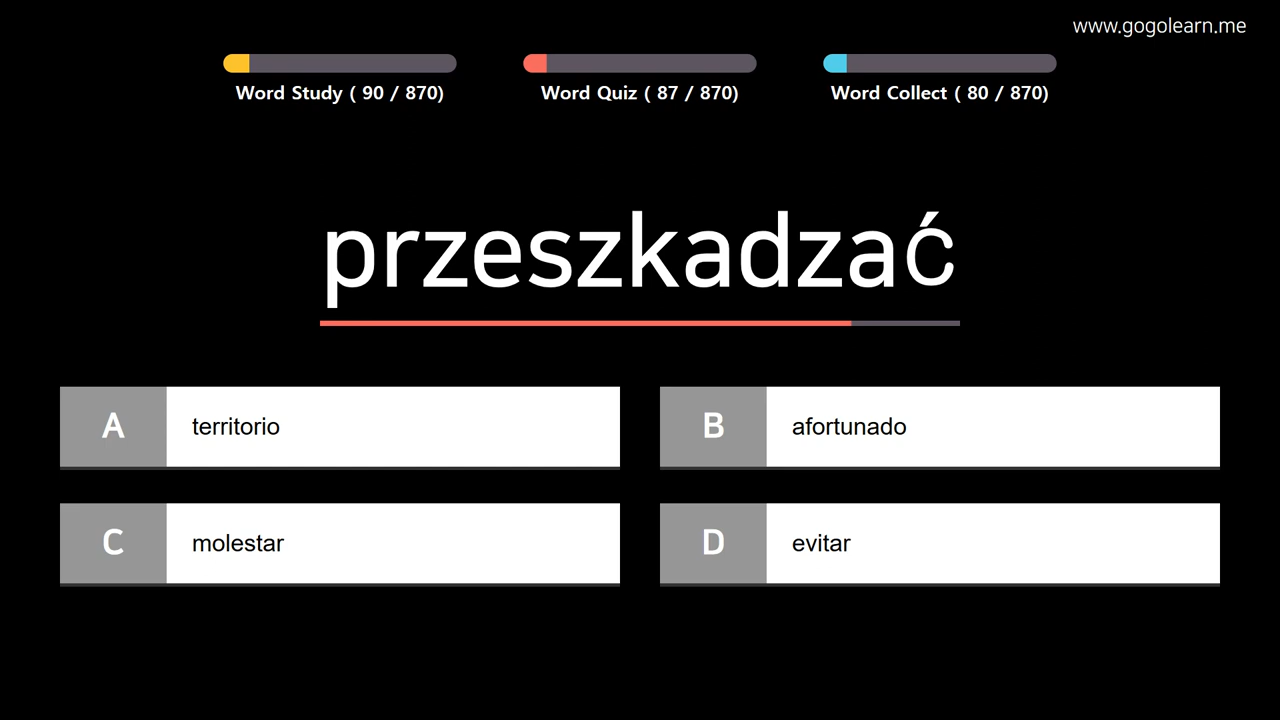 www.gogolearn.me
Word Study ( 90 / 870)
Word Quiz ( 87 / 870)
Word Collect ( 80 / 870)
przeszkadzać
A territorio
B afortunado
C molestar
D evitar